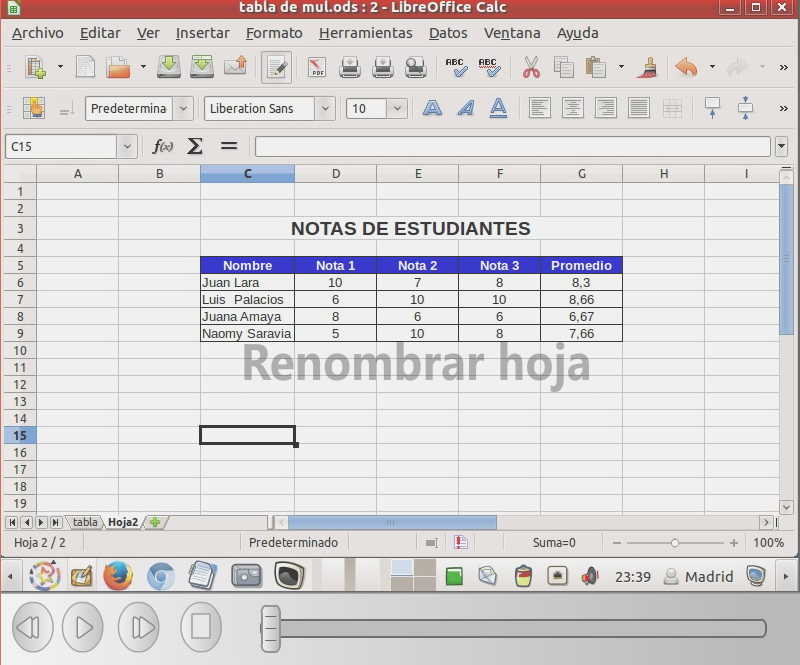 tabla de mul.ods : 2 - LibreOffice Calc
Archivo Editar Ver Insertar Formato Herramientas Datos Ventana Ayuda
PDF ABC ABC »
Predetermina Liberation Sans 10 A A A »
C15 f(x) Σ =
A B C D E F G H I
1
2
3 NOTAS DE ESTUDIANTES
4
5 Nombre Nota 1 Nota 2 Nota 3 Promedio
6 Juan Lara 10 7 8 8,3
7 Luis Palacios 6 10 10 8,66
8 Juana Amaya 8 6 6 6,67
9 Naomy Saravia 5 10 8 7,66
10
Renombrar hoja
11
12
13
14
15
16
17
18
19
tabla Hoja2
Hoja 2 / 2 Predeterminado Suma=0 100%
23:39 Madrid